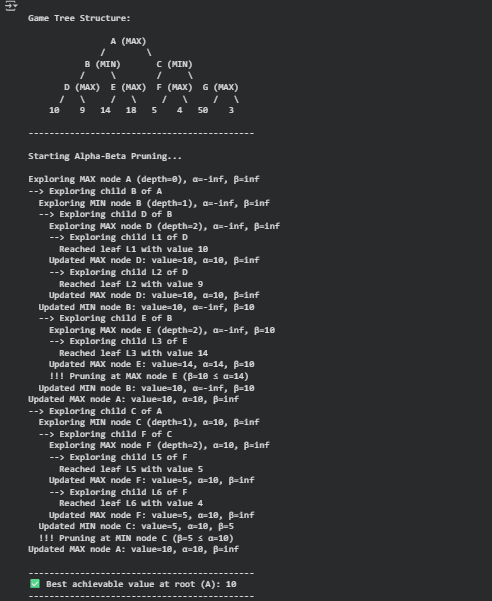 Game Tree Structure:
A (MAX)
/ \
B (MIN) C (MIN)
/ \ / \
D (MAX) E (MAX) F (MAX) G (MAX)
/ \ / \ / \ / \
10 9 14 18 5 4 50 3
----------------------------------------------
Starting Alpha-Beta Pruning...
Exploring MAX node A (depth=0), α=-inf, β=inf
--> Exploring child B of A
Exploring MIN node B (depth=1), α=-inf, β=inf
--> Exploring child D of B
Exploring MAX node D (depth=2), α=-inf, β=inf
--> Exploring child L1 of D
Reached leaf L1 with value 10
Updated MAX node D: value=10, α=10, β=inf
--> Exploring child L2 of D
Reached leaf L2 with value 9
Updated MAX node D: value=10, α=10, β=inf
Updated MIN node B: value=10, α=-inf, β=10
--> Exploring child E of B
Exploring MAX node E (depth=2), α=-inf, β=10
--> Exploring child L3 of E
Reached leaf L3 with value 14
Updated MAX node E: value=14, α=14, β=10
!!! Pruning at MAX node E (β=10 ≤ α=14)
Updated MIN node B: value=10, α=-inf, β=10
Updated MAX node A: value=10, α=10, β=inf
--> Exploring child C of A
Exploring MIN node C (depth=1), α=10, β=inf
--> Exploring child F of C
Exploring MAX node F (depth=2), α=10, β=inf
--> Exploring child L5 of F
Reached leaf L5 with value 5
Updated MAX node F: value=5, α=10, β=inf
--> Exploring child L6 of F
Reached leaf L6 with value 4
Updated MAX node F: value=5, α=10, β=inf
Updated MIN node C: value=5, α=10, β=5
!!! Pruning at MIN node C (β=5 ≤ α=10)
Updated MAX node A: value=10, α=10, β=inf
----------------------------------------------
✅ Best achievable value at root (A): 10
----------------------------------------------